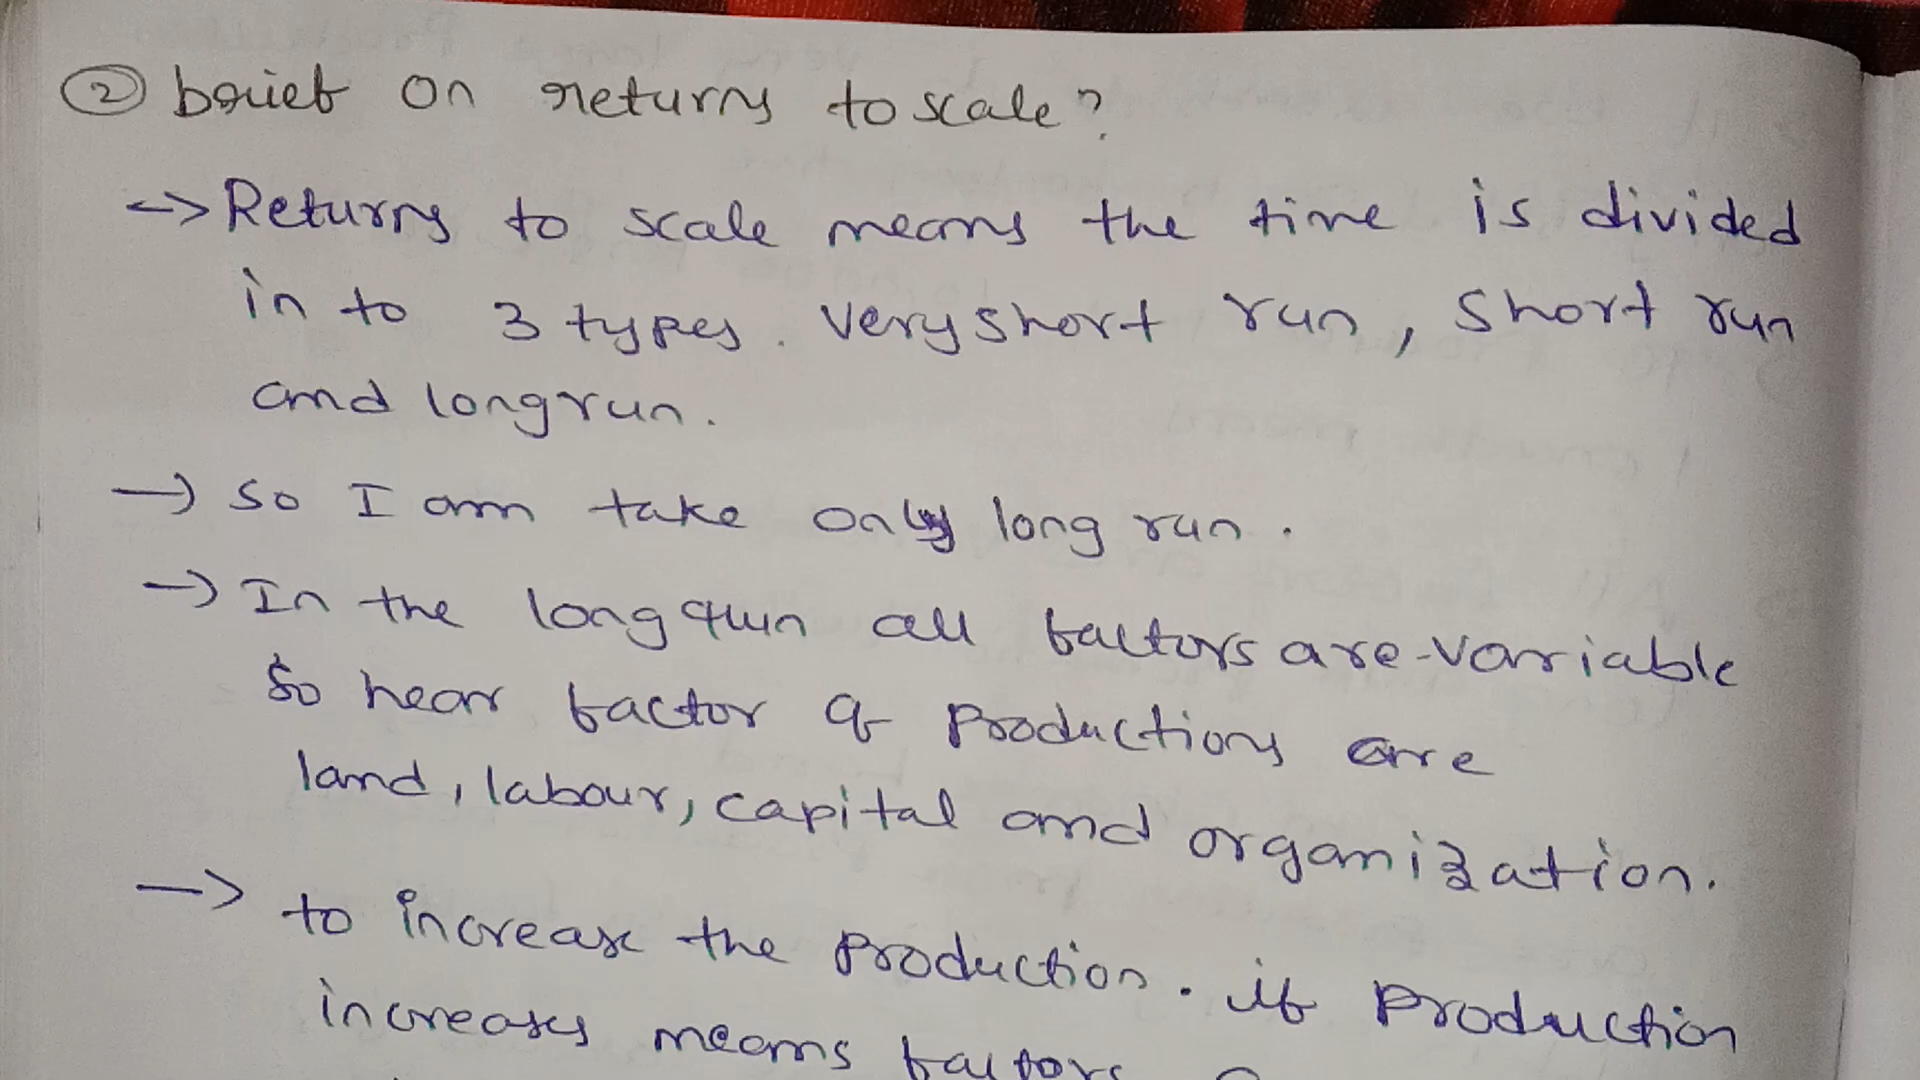 ② brief on returns to scale?
-> Returns to scale means the time is divided
in to 3 types. Very short run, short run
and long run.
-> so I am take only long run.
-> In the long run all factors are variable
So hear factor of productions are
land, labour, capital and organization.
-> to increase the production. if production
increases means factors